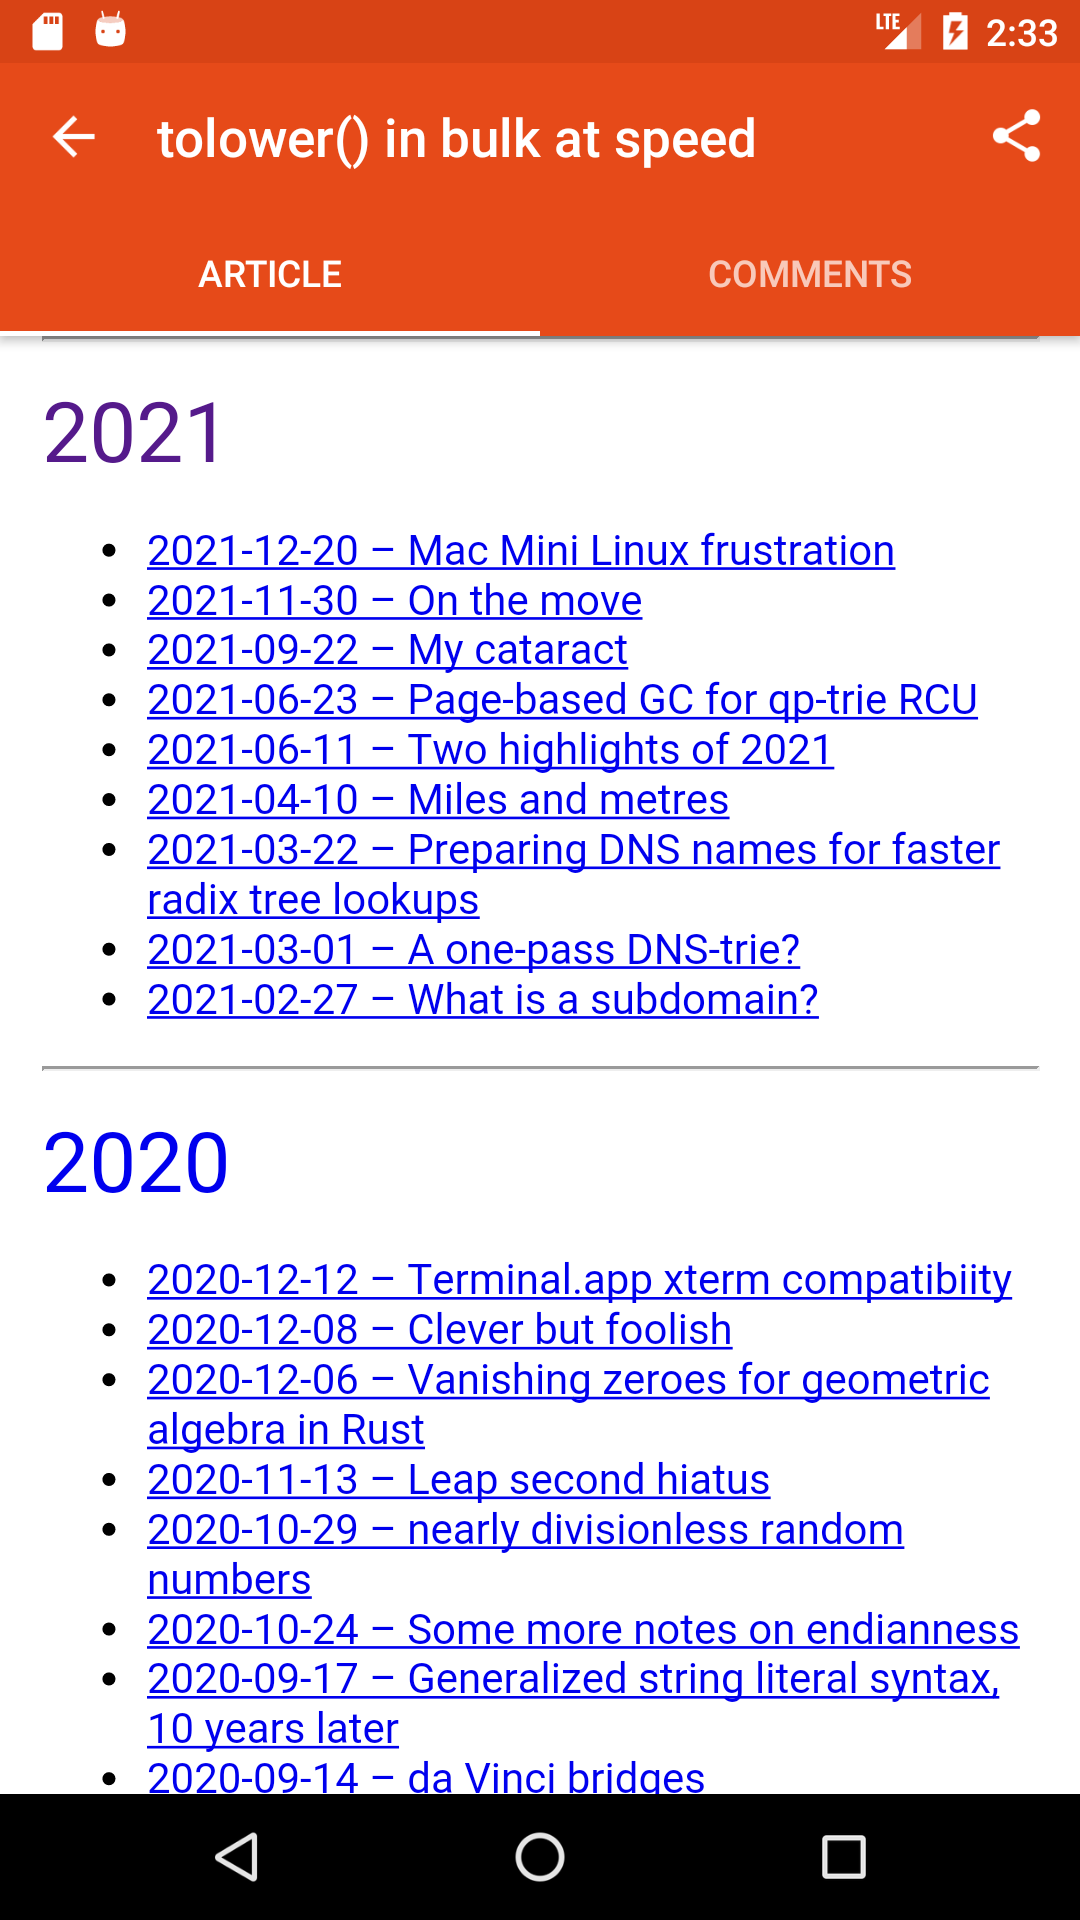 LTE 2:33
tolower() in bulk at speed
ARTICLE COMMENTS
2021
2021-12-20 – Mac Mini Linux frustration
2021-11-30 – On the move
2021-09-22 – My cataract
2021-06-23 – Page-based GC for qp-trie RCU
2021-06-11 – Two highlights of 2021
2021-04-10 – Miles and metres
2021-03-22 – Preparing DNS names for faster
radix tree lookups
2021-03-01 – A one-pass DNS-trie?
2021-02-27 – What is a subdomain?
2020
2020-12-12 – Terminal.app xterm compatibiity
2020-12-08 – Clever but foolish
2020-12-06 – Vanishing zeroes for geometric
algebra in Rust
2020-11-13 – Leap second hiatus
2020-10-29 – nearly divisionless random
numbers
2020-10-24 – Some more notes on endianness
2020-09-17 – Generalized string literal syntax,
10 years later
2020-09-14 – da Vinci bridges